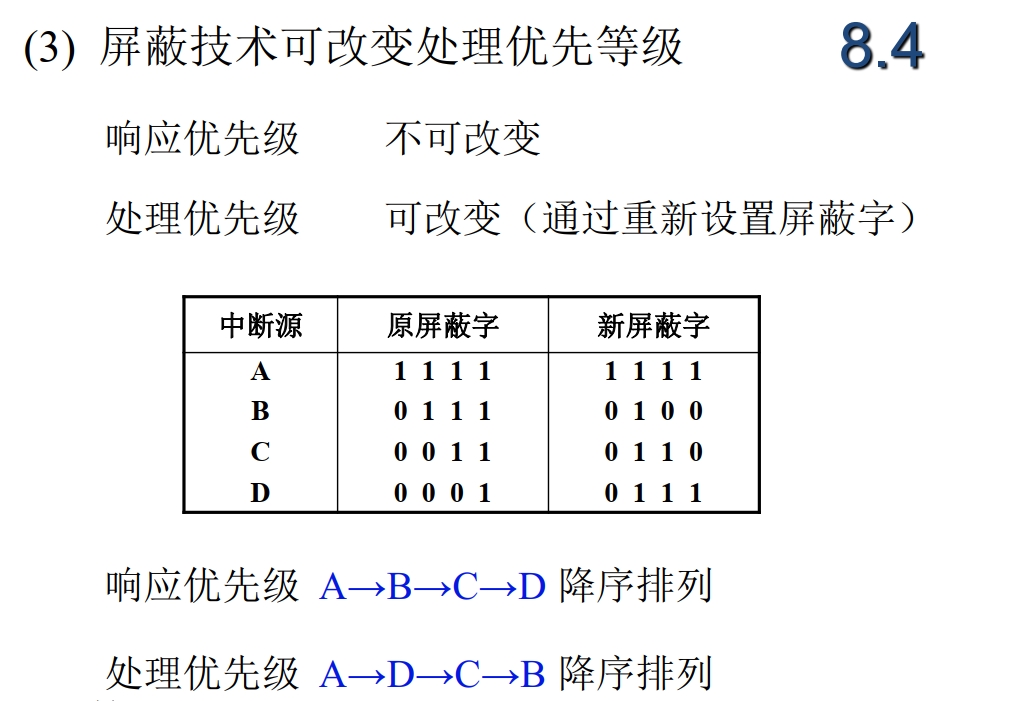 (3) 屏蔽技术可改变处理优先等级 8.4
响应优先级 不可改变
处理优先级 可改变（通过重新设置屏蔽字）
中断源 原屏蔽字 新屏蔽字
A 1 1 1 1 1 1 1 1
B 0 1 1 1 0 1 0 0
C 0 0 1 1 0 1 1 0
D 0 0 0 1 0 1 1 1
响应优先级 A→B→C→D 降序排列
处理优先级 A→D→C→B 降序排列